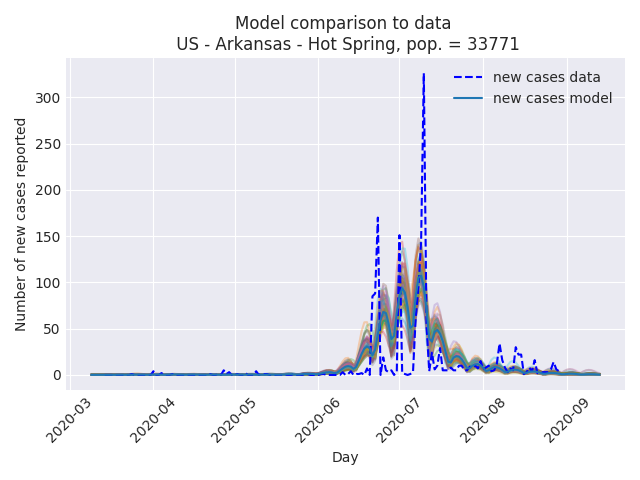 Model comparison to data
US - Arkansas - Hot Spring, pop. = 33771
new cases data
new cases model
Number of new cases reported
300
250
200
150
100
50
0
2020-03
2020-04
2020-05
2020-06
2020-07
2020-08
2020-09
Day